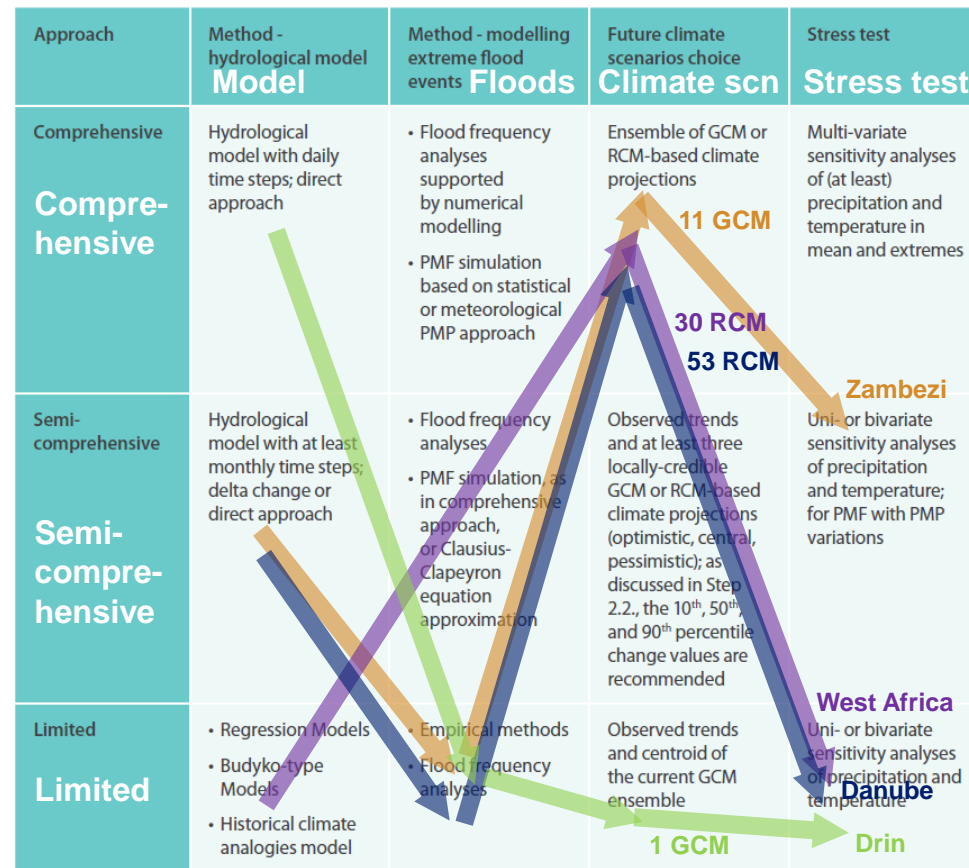 Approach
Method -
hydrological model
Model
Method - modelling
extreme flood
events
Floods
Future climate
scenarios choice
Climate scn
Stress test
Stress test
Comprehensive
Compre-
hensive
Hydrological
model with daily
time steps; direct
approach
• Flood frequency
analyses
supported
by numerical
modelling
• PMF simulation
based on statistical
or meteorological
PMP approach
Ensemble of GCM or
RCM-based climate
projections
11 GCM
30 RCM
53 RCM
Multi-variate
sensitivity analyses
of (at least)
precipitation and
temperature in
mean and extremes
Zambezi
Semi-
comprehensive
Semi-
compre-
hensive
Hydrological
model with at least
monthly time steps;
delta change or
direct approach
• Flood frequency
analyses
• PMF simulation, as
in comprehensive
approach,
or Clausius-
Clapeyron
equation
approximation
Observed trends
and at least three
locally-credible
GCM or RCM-based
climate projections
(optimistic, central,
pessimistic); as
discussed in Step
2.2., the 10th, 50th,
and 90th percentile
change values are
recommended
Uni- or bivariate
sensitivity analyses
of precipitation
and temperature;
for PMF with PMP
variations
West Africa
Limited
Limited
• Regression Models
• Budyko-type
Models
• Historical climate
analogies model
• Empirical methods
• Flood frequency
analyses
Observed trends
and centroid of
the current GCM
ensemble
1 GCM
Uni- or bivariate
sensitivity analyses
of precipitation and
temperature
Danube
Drin